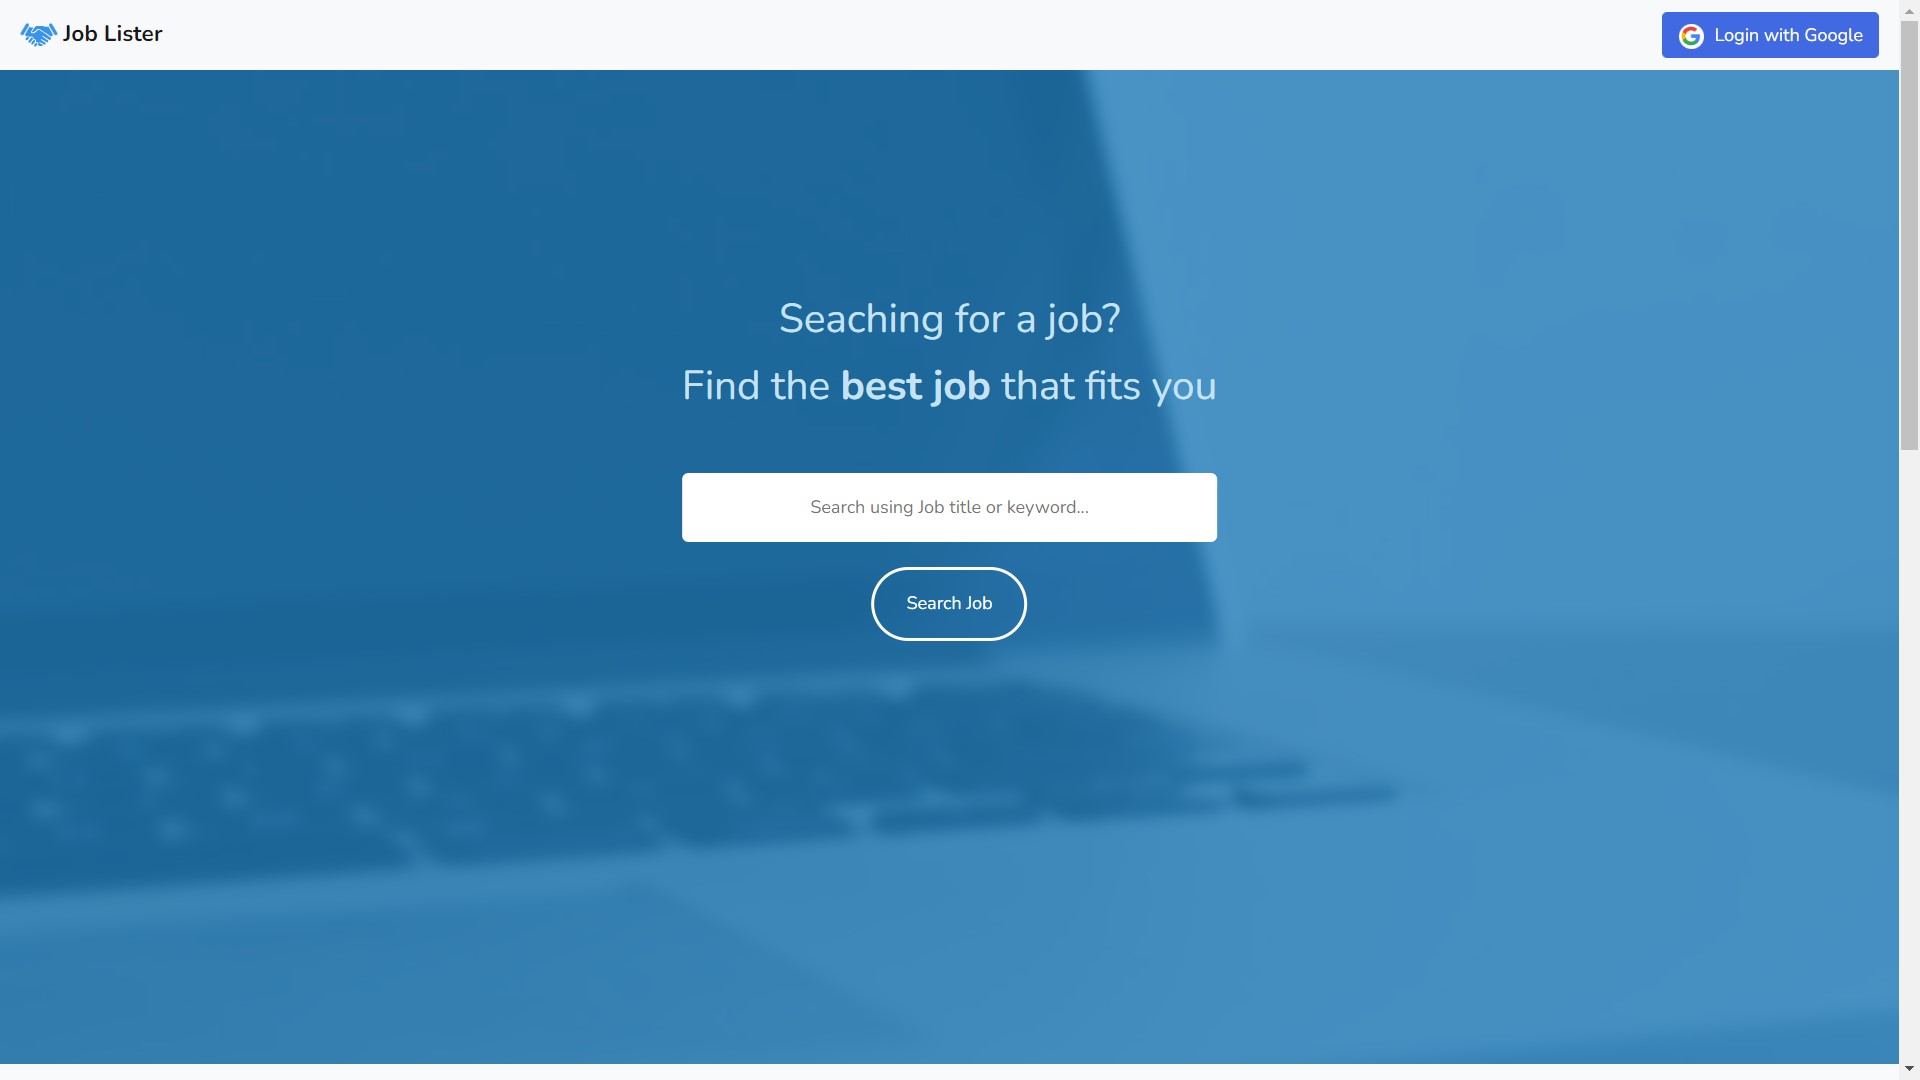 Job Lister
Login with Google
Seaching for a job?
Find the best job that fits you
Search using Job title or keyword...
Search Job